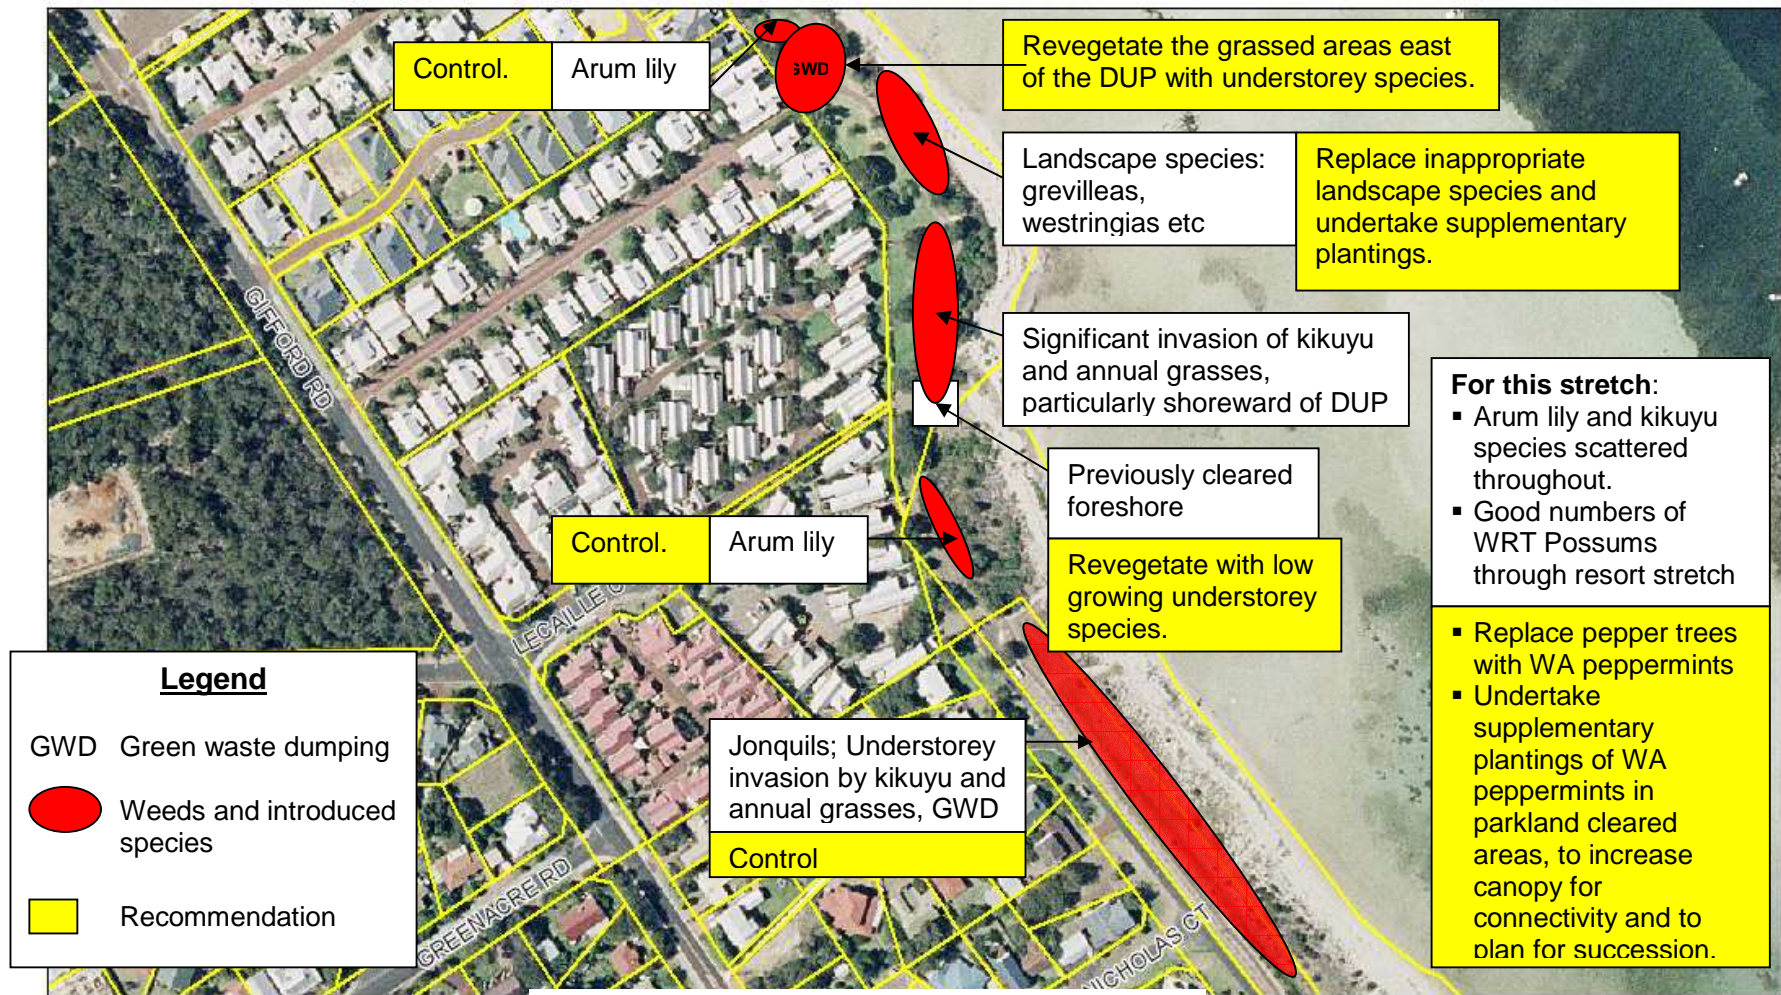 Control.
Arum lily
GWD
Revegetate the grassed areas east
of the DUP with understorey species.
Landscape species:
grevilleas,
westringias etc
Replace inappropriate
landscape species and
undertake supplementary
plantings.
GIFFORD RD
Significant invasion of kikuyu
and annual grasses,
particularly shoreward of DUP
Previously cleared
foreshore
Revegetate with low
growing understorey
species.
For this stretch:
▪ Arum lily and kikuyu
species scattered
throughout.
▪ Good numbers of
WRT Possums
through resort stretch
▪ Replace pepper trees
with WA peppermints
▪ Undertake
supplementary
plantings of WA
peppermints in
parkland cleared
areas, to increase
canopy for
connectivity and to
plan for succession.
Control.
Arum lily
LECAILLE C
Jonquils; Understorey
invasion by kikuyu and
annual grasses, GWD
Control
Legend
GWD Green waste dumping
Weeds and introduced
species
Recommendation
GREENACRE RD
NICHOLAS CT